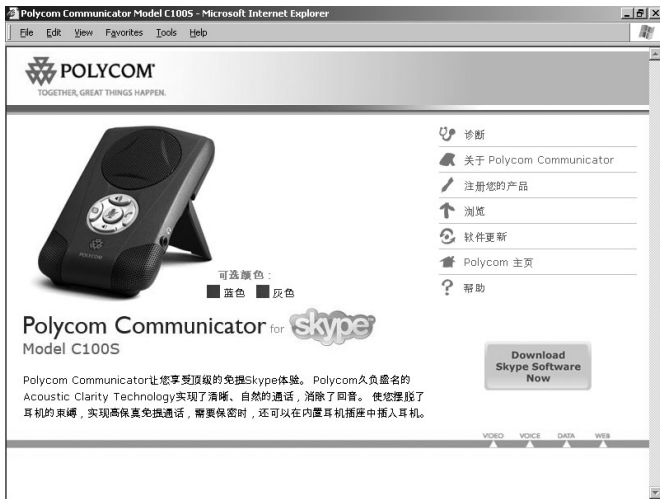 Polycom Communicator Model C100S - Microsoft Internet Explorer
File Edit View Favorites Tools Help
POLYCOM
TOGETHER, GREAT THINGS HAPPEN.
诊断
关于 Polycom Communicator
注册您的产品
浏览
软件更新
Polycom 主页
帮助
POLYCOM
可选颜色：
蓝色 灰色
Polycom Communicator for skype
Model C100S
Download
Skype Software
Now
Polycom Communicator让您享受顶级的免提Skype体验。 Polycom久负盛名的
Acoustic Clarity Technology实现了清晰、自然的通话，消除了回音。 使您摆脱了
耳机的束缚，实现高保真免提通话，需要保密时，还可以在内置耳机插座中插入耳机。
VIDEO VOICE DATA WEB